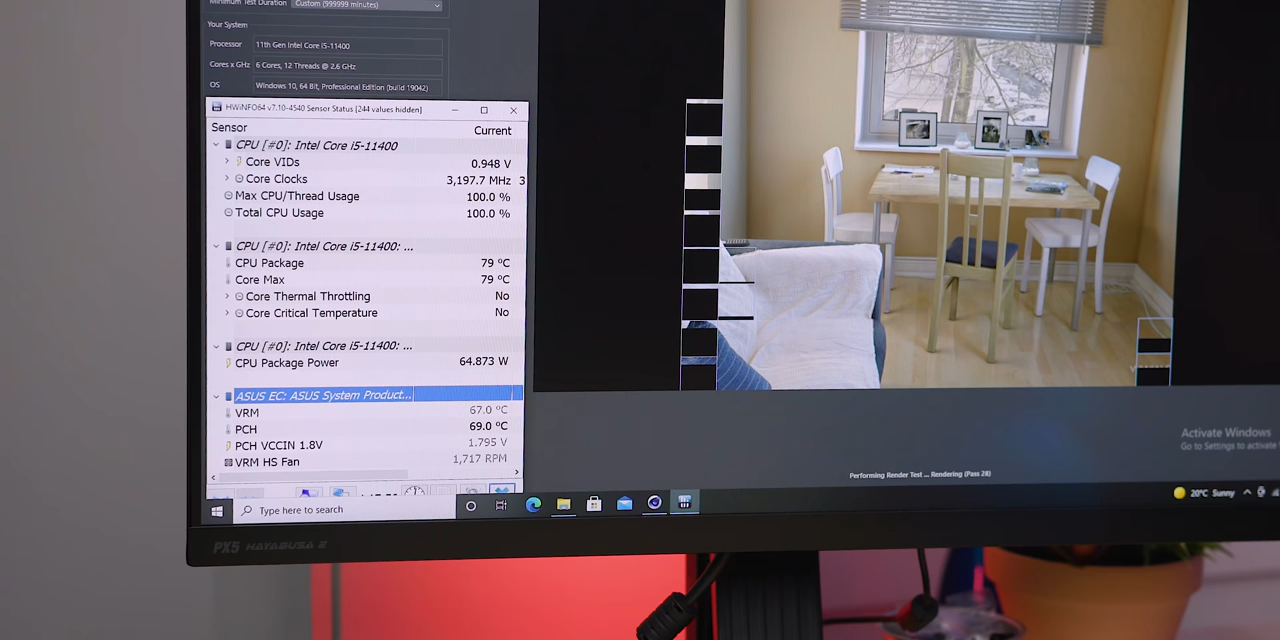 Minimum Test Duration Custom (999999 minutes)
Your System
Processor 11th Gen Intel Core i5-11400
Cores x GHz 6 Cores, 12 Threads @ 2.6 GHz
OS Windows 10, 64 Bit, Professional Edition (build 19042)
HWiNFO64 v7.10-4540 Sensor Status [244 values hidden]
Sensor Current
CPU [#0]: Intel Core i5-11400
Core VIDs 0.948 V
Core Clocks 3,197.7 MHz 3
Max CPU/Thread Usage 100.0 %
Total CPU Usage 100.0 %
CPU [#0]: Intel Core i5-11400: ...
CPU Package 79 ºC
Core Max 79 ºC
Core Thermal Throttling No
Core Critical Temperature No
CPU [#0]: Intel Core i5-11400: ...
CPU Package Power 64.873 W
ASUS EC: ASUS System Product...
VRM 67.0 ºC
PCH 69.0 ºC
PCH VCCIN 1.8V 1.795 V
VRM HS Fan 1,717 RPM
Activate Windows
Go to Settings to activate
Performing Render Test ... Rendering (Pass 28)
Type here to search
20°C Sunny
PX5 HAYABUSA 2